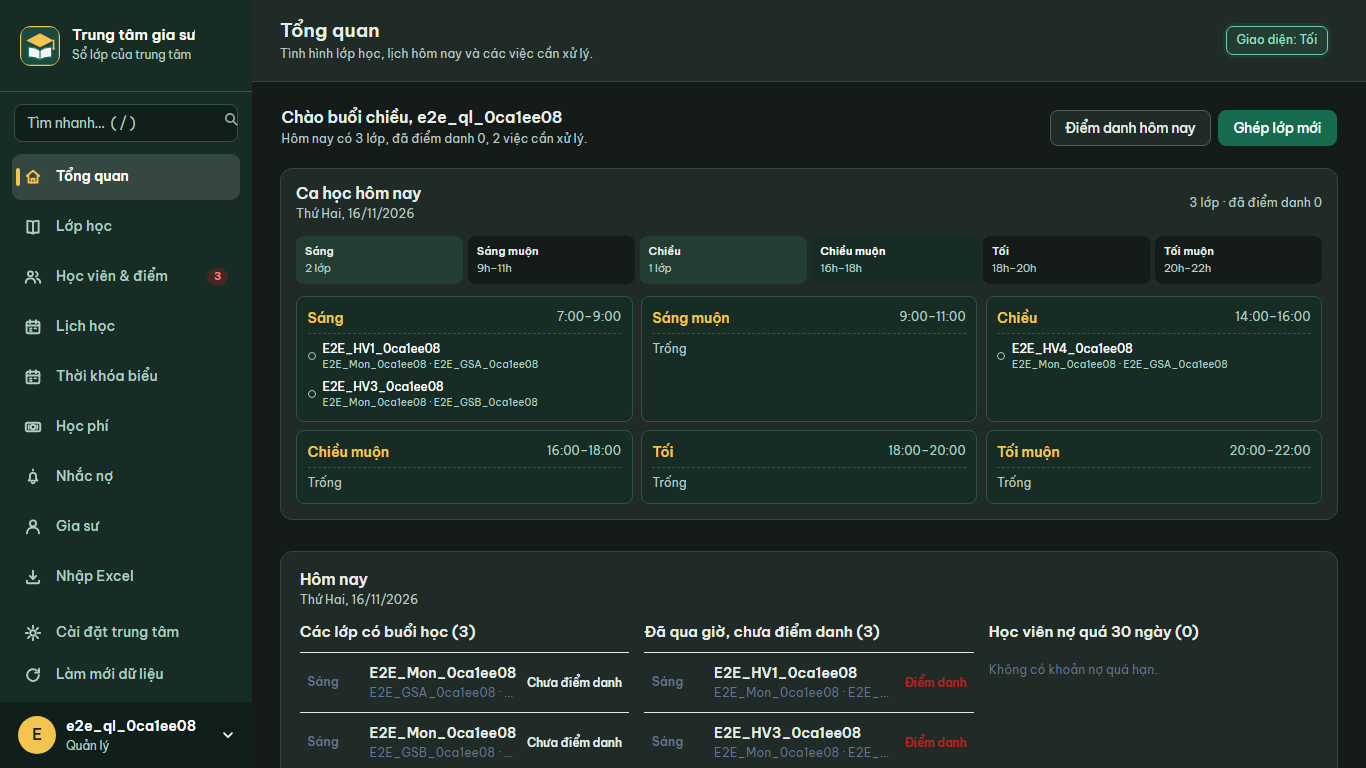 Trung tâm gia sư
Sổ lớp của trung tâm
Tìm nhanh... ( / )
Tổng quan
Lớp học
Học viên & điểm 3
Lịch học
Thời khóa biểu
Học phí
Nhắc nợ
Gia sư
Nhập Excel
Cài đặt trung tâm
Làm mới dữ liệu
E
e2e_ql_0ca1ee08
Quản lý
Tổng quan
Tình hình lớp học, lịch hôm nay và các việc cần xử lý.
Giao diện: Tối
Chào buổi chiều, e2e_ql_0ca1ee08
Hôm nay có 3 lớp, đã điểm danh 0, 2 việc cần xử lý.
Điểm danh hôm nay
Ghép lớp mới
Ca học hôm nay
Thứ Hai, 16/11/2026
3 lớp · đã điểm danh 0
Sáng
2 lớp
Sáng muộn
9h–11h
Chiều
1 lớp
Chiều muộn
16h–18h
Tối
18h–20h
Tối muộn
20h–22h
Sáng 7:00–9:00
E2E_HV1_0ca1ee08
E2E_Mon_0ca1ee08 · E2E_GSA_0ca1ee08
E2E_HV3_0ca1ee08
E2E_Mon_0ca1ee08 · E2E_GSB_0ca1ee08
Sáng muộn 9:00–11:00
Trống
Chiều 14:00–16:00
E2E_HV4_0ca1ee08
E2E_Mon_0ca1ee08 · E2E_GSA_0ca1ee08
Chiều muộn 16:00–18:00
Trống
Tối 18:00–20:00
Trống
Tối muộn 20:00–22:00
Trống
Hôm nay
Thứ Hai, 16/11/2026
Các lớp có buổi học (3)
Sáng
E2E_Mon_0ca1ee08
E2E_GSA_0ca1ee08 · ...
Chưa điểm danh
Sáng
E2E_Mon_0ca1ee08
E2E_GSB_0ca1ee08 · ...
Chưa điểm danh
Đã qua giờ, chưa điểm danh (3)
Sáng
E2E_HV1_0ca1ee08
E2E_Mon_0ca1ee08 · E2E_...
Điểm danh
Sáng
E2E_HV3_0ca1ee08
E2E_Mon_0ca1ee08 · E2E_...
Điểm danh
Học viên nợ quá 30 ngày (0)
Không có khoản nợ quá hạn.